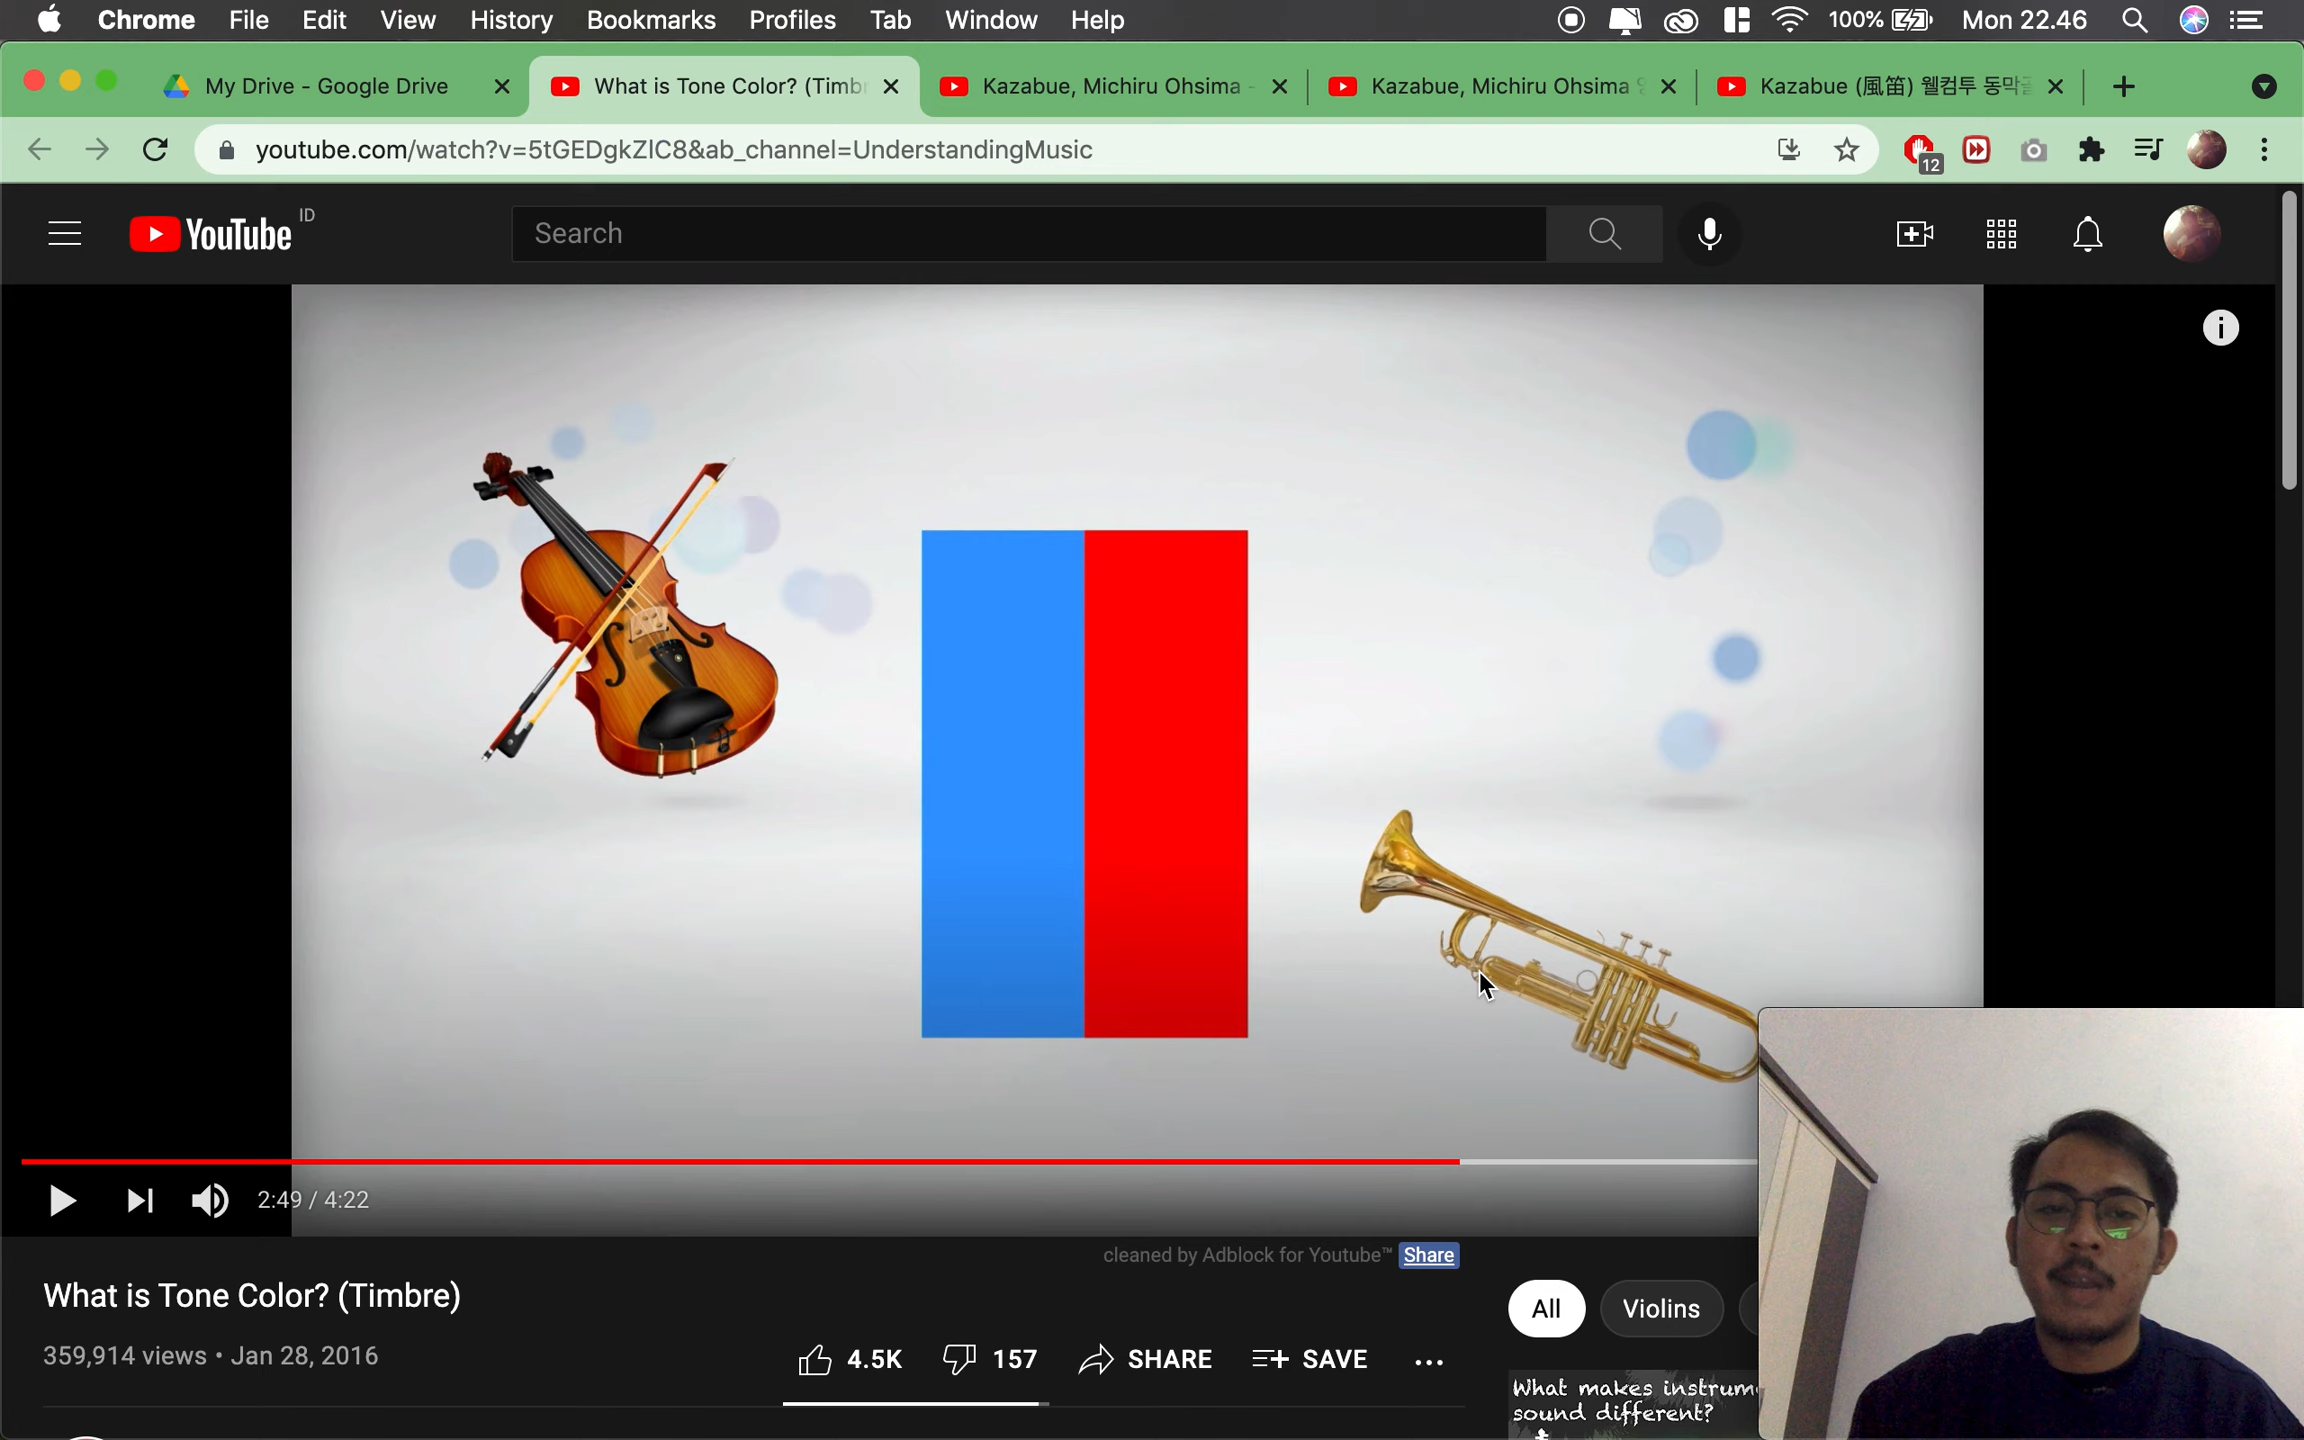 Chrome File Edit View History Bookmarks Profiles Tab Window Help 100% Mon 22.46
My Drive - Google Drive What is Tone Color? (Timbr Kazabue, Michiru Ohsima - Kazabue, Michiru Ohsima Kazabue (風笛) 웰컴투 동막골
youtube.com/watch?v=5tGEDgkZlC8&ab_channel=UnderstandingMusic 12
YouTube ID Search
2:49 / 4:22
cleaned by Adblock for Youtube™ Share
What is Tone Color? (Timbre)
All Violins
359,914 views • Jan 28, 2016 4.5K 157 SHARE SAVE
What makes instrum
sound different?